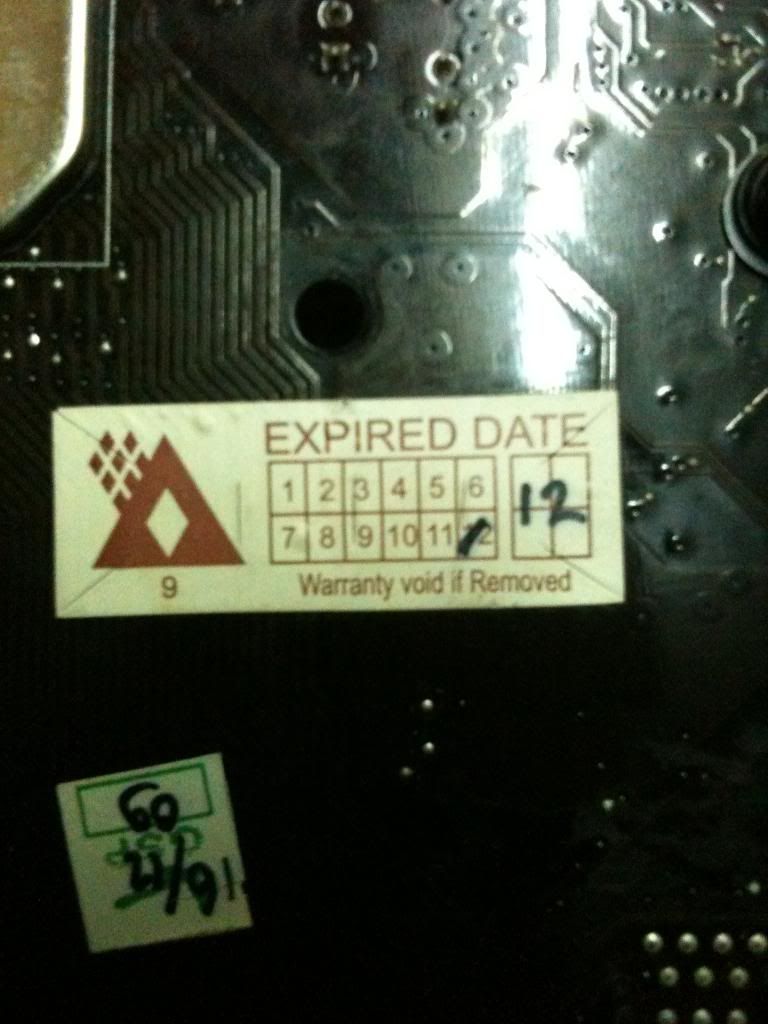 EXPIRED DATE
1 2 3 4 5 6
12
7 8 9 10 11 12
9
Warranty void if Removed